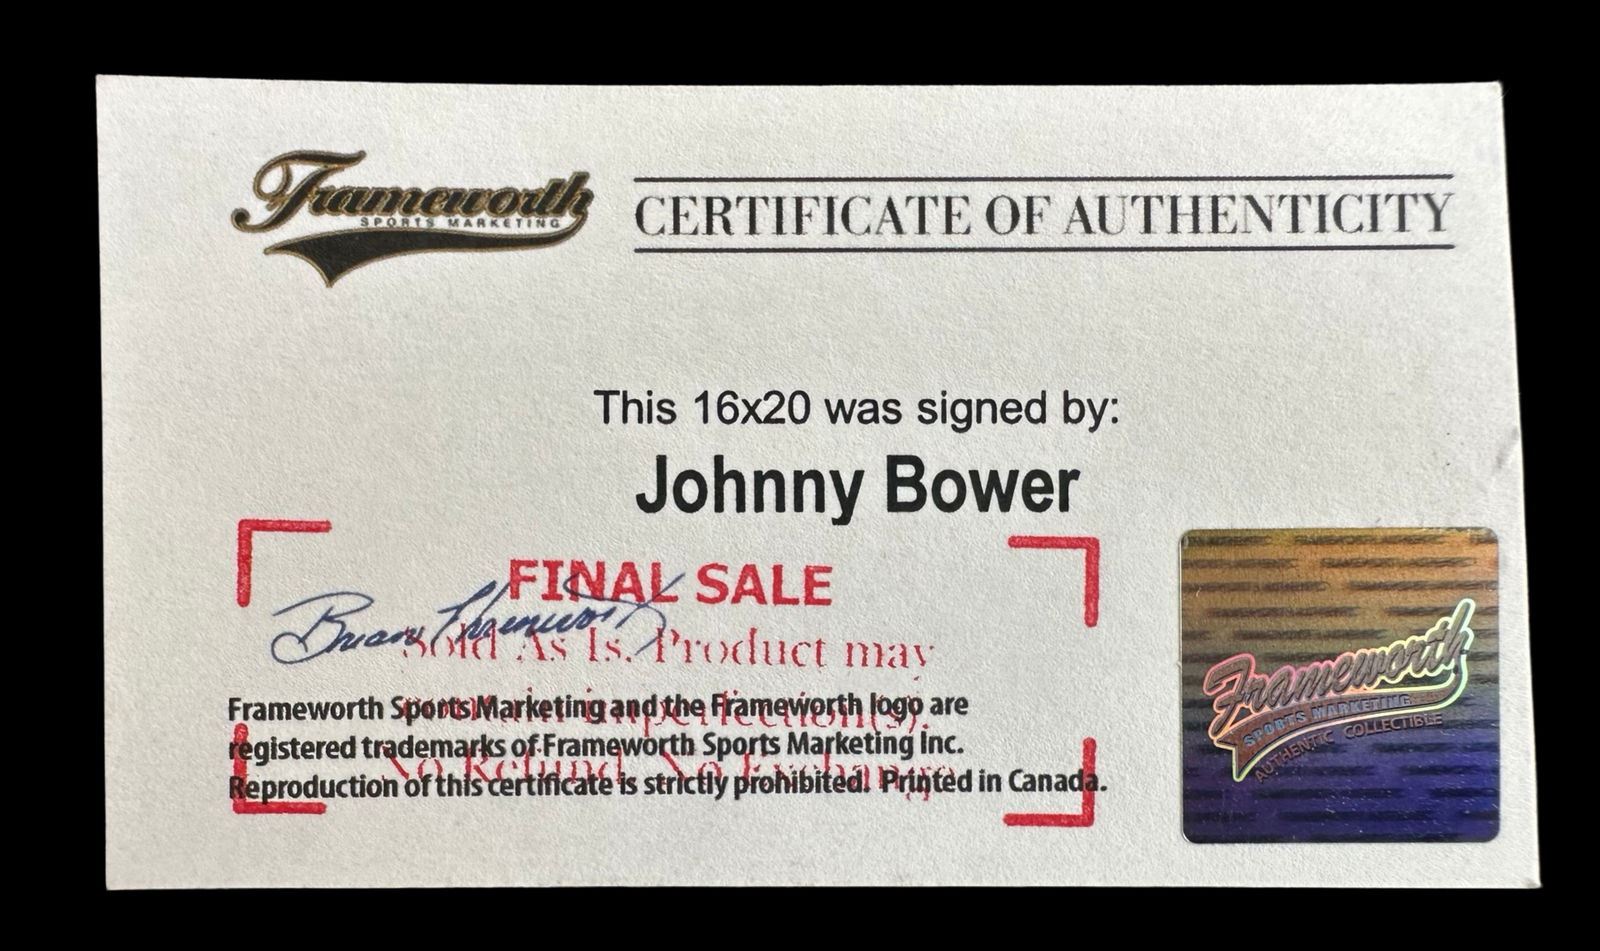 Frameworth
SPORTS MARKETING
CERTIFICATE OF AUTHENTICITY
This 16x20 was signed by:
Johnny Bower
FINAL SALE
Brian
Sold As Is. Product may
imperfection(s).
No Refund. No Exchange
Frameworth Sports Marketing and the Frameworth logo are
registered trademarks of Frameworth Sports Marketing Inc.
Reproduction of this certificate is strictly prohibited. Printed in Canada.
Frameworth
SPORTS MARKETING
AUTHENTIC COLLECTIBLE